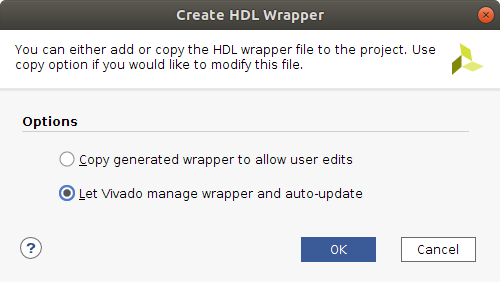 Create HDL Wrapper
You can either add or copy the HDL wrapper file to the project. Use
copy option if you would like to modify this file.
Options
Copy generated wrapper to allow user edits
Let Vivado manage wrapper and auto-update
?
OK
Cancel